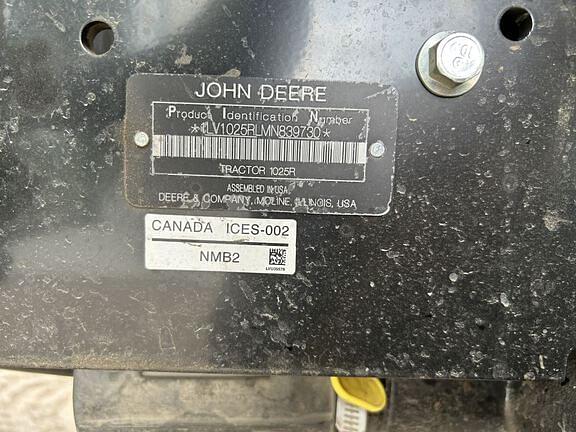 JOHN DEERE
Product Identification Number
*1LV1025RLMN839730*
TRACTOR 1025R
ASSEMBLED IN USA
DEERE & COMPANY, MOLINE, ILLINOIS, USA
CANADA ICES-002
NMB2